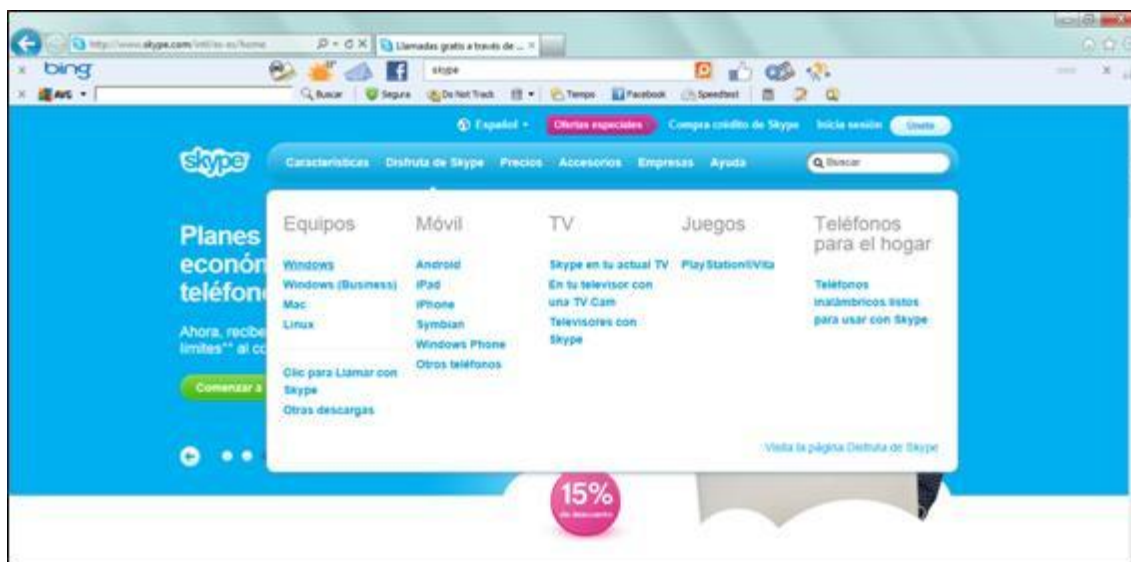 http://www.skype.com/intl/es-es/home
Llamadas gratis a través de ...
bing
skype
AVG
Buscar Segura Do Not Track Tiempo Facebook Speedtest
Español Ofertas especiales Compra crédito de Skype Inicia sesión Únete
skype Características Disfruta de Skype Precios Accesorios Empresas Ayuda Buscar
Equipos
Windows
Windows (Business)
Mac
Linux
Clic para Llamar con
Skype
Otras descargas
Móvil
Android
iPad
iPhone
Symbian
Windows Phone
Otros teléfonos
TV
Skype en tu actual TV
En tu televisor con
una TV Cam
Televisores con
Skype
Juegos
PlayStation®Vita
Teléfonos
para el hogar
Teléfonos
inalámbricos listos
para usar con Skype
Visita la página Disfruta de Skype
Planes
económ
teléfono
Ahora, recibe
límites** al co
Comenzar a
15%
de descuento